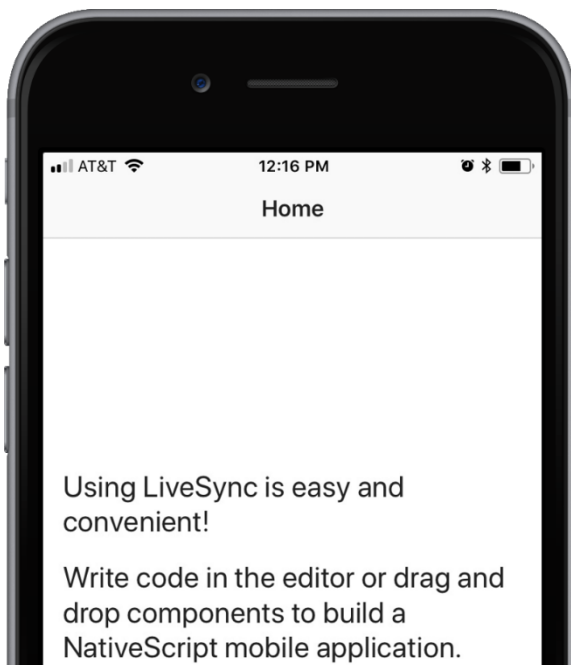 AT&T 12:16 PM
Home
Using LiveSync is easy and
convenient!
Write code in the editor or drag and
drop components to build a
NativeScript mobile application.